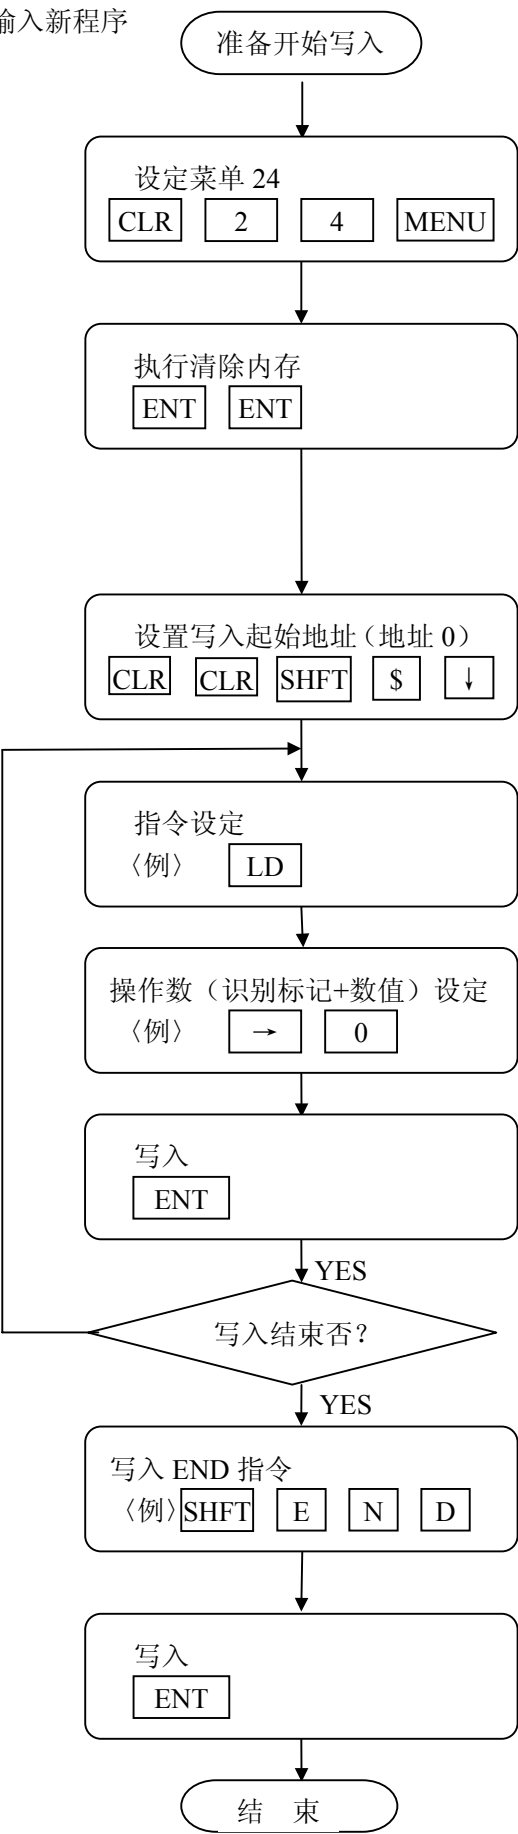 输入新程序
准备开始写入
设定菜单 24
CLR 2 4 MENU
执行清除内存
ENT ENT
设置写入起始地址（地址 0）
CLR CLR SHFT $ ↓
指令设定
〈例〉 LD
操作数（识别标记+数值）设定
〈例〉 → 0
写入
ENT
YES
写入结束否？
YES
写入 END 指令
〈例〉 SHFT E N D
写入
ENT
结 束